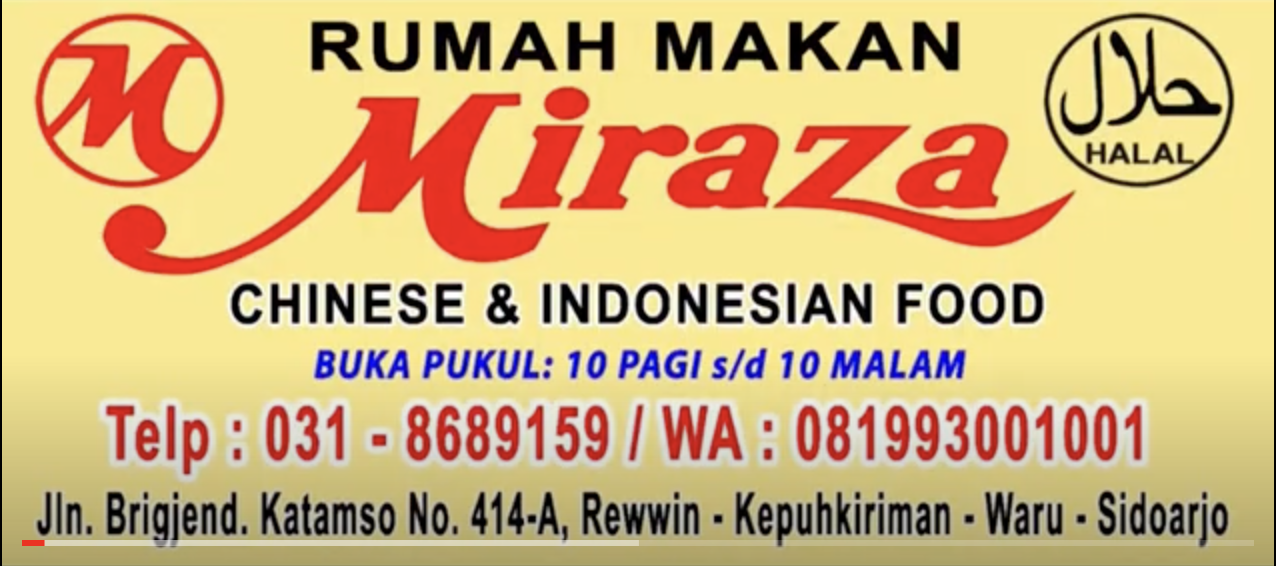 RUMAH MAKAN
M
Miraza
حلال
HALAL
CHINESE & INDONESIAN FOOD
BUKA PUKUL: 10 PAGI s/d 10 MALAM
Telp : 031 - 8689159 / WA : 081993001001
Jln. Brigjend. Katamso No. 414-A, Rewwin - Kepuhkiriman - Waru - Sidoarjo